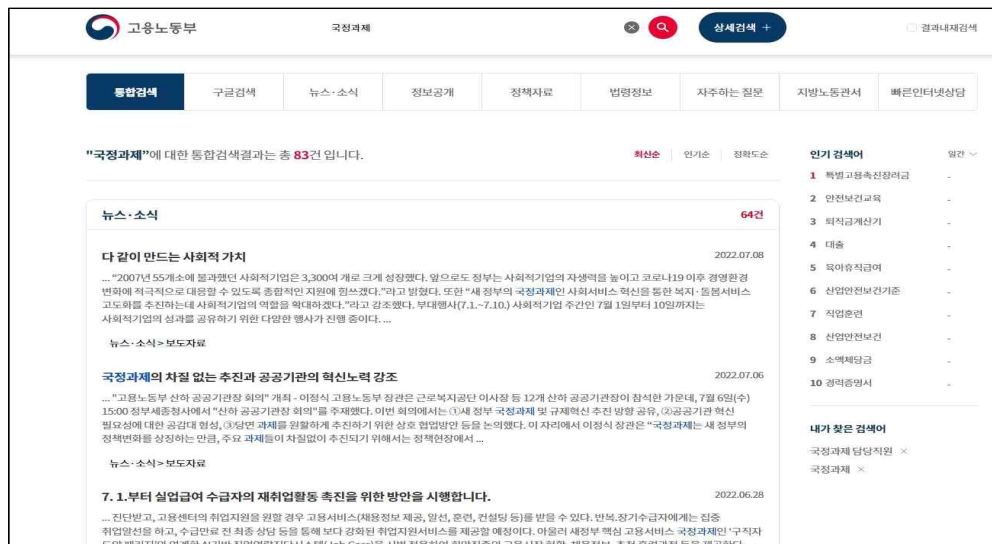 고용노동부
국정과제
상세검색 +
결과내재검색
통합검색
구글검색
뉴스·소식
정보공개
정책자료
법령정보
자주하는 질문
지방노동관서
빠른인터넷상담
"국정과제"에 대한 통합검색결과는 총 83건 입니다.
최신순
인기순
정확도순
뉴스·소식
64건
다 같이 만드는 사회적 가치
2022.07.08
... “2007년 55개소에 불과했던 사회적기업은 3,300여 개로 크게 성장했다. 앞으로도 정부는 사회적기업의 자생력을 높이고 코로나19 이후 경영환경
변화에 적극적으로 대응할 수 있도록 종합적인 지원에 힘쓰겠다.”라고 밝혔다. 또한 “새 정부의 국정과제인 사회서비스 혁신을 통한 복지·돌봄서비스
고도화를 추진하는데 사회적기업의 역할을 확대하겠다.”라고 강조했다. 부대행사(7.1.~7.10.) 사회적기업 주간인 7월 1일부터 10일까지는
사회적기업의 성과를 공유하기 위한 다양한 행사가 진행 중이다. ...
뉴스·소식>보도자료
국정과제의 차질 없는 추진과 공공기관의 혁신노력 강조
2022.07.06
... "고용노동부 산하 공공기관장 회의" 개최 - 이정식 고용노동부 장관은 근로복지공단 이사장 등 12개 산하 공공기관장이 참석한 가운데, 7월 6일(수)
15:00 정부세종청사에서 "산하 공공기관장 회의"를 주재했다. 이번 회의에서는 ①새 정부 국정과제 및 규제혁신 추진 방향 공유, ②공공기관 혁신
필요성에 대한 공감대 형성, ③당면 과제를 원활하게 추진하기 위한 상호 협업방안 등을 논의했다. 이 자리에서 이정식 장관은 “국정과제는 새 정부의
정책변화를 상징하는 만큼, 주요 과제들이 차질없이 추진되기 위해서는 정책현장에서 ...
뉴스·소식>보도자료
7. 1.부터 실업급여 수급자의 재취업활동 촉진을 위한 방안을 시행합니다.
2022.06.28
... 진단받고, 고용센터의 취업지원을 원할 경우 고용서비스(채용정보 제공, 알선, 훈련, 컨설팅 등)를 받을 수 있다. 반복.장기수급자에게는 집중
취업알선을 하고, 수급만료 전 최종 상담 등을 통해 보다 강화된 취업지원서비스를 제공할 예정이다. 아울러 새정부 핵심 고용서비스 국정과제인 '구직자
인기 검색어
일간
1 특별고용촉진장려금 -
2 안전보건교육 -
3 퇴직금계산기 -
4 대출 -
5 육아휴직급여 -
6 산업안전보건기준 -
7 직업훈련 -
8 산업안전보건 -
9 소액체당금 -
10 경력증명서 -
내가 찾은 검색어
국정과제 담당직원 ×
국정과제 ×